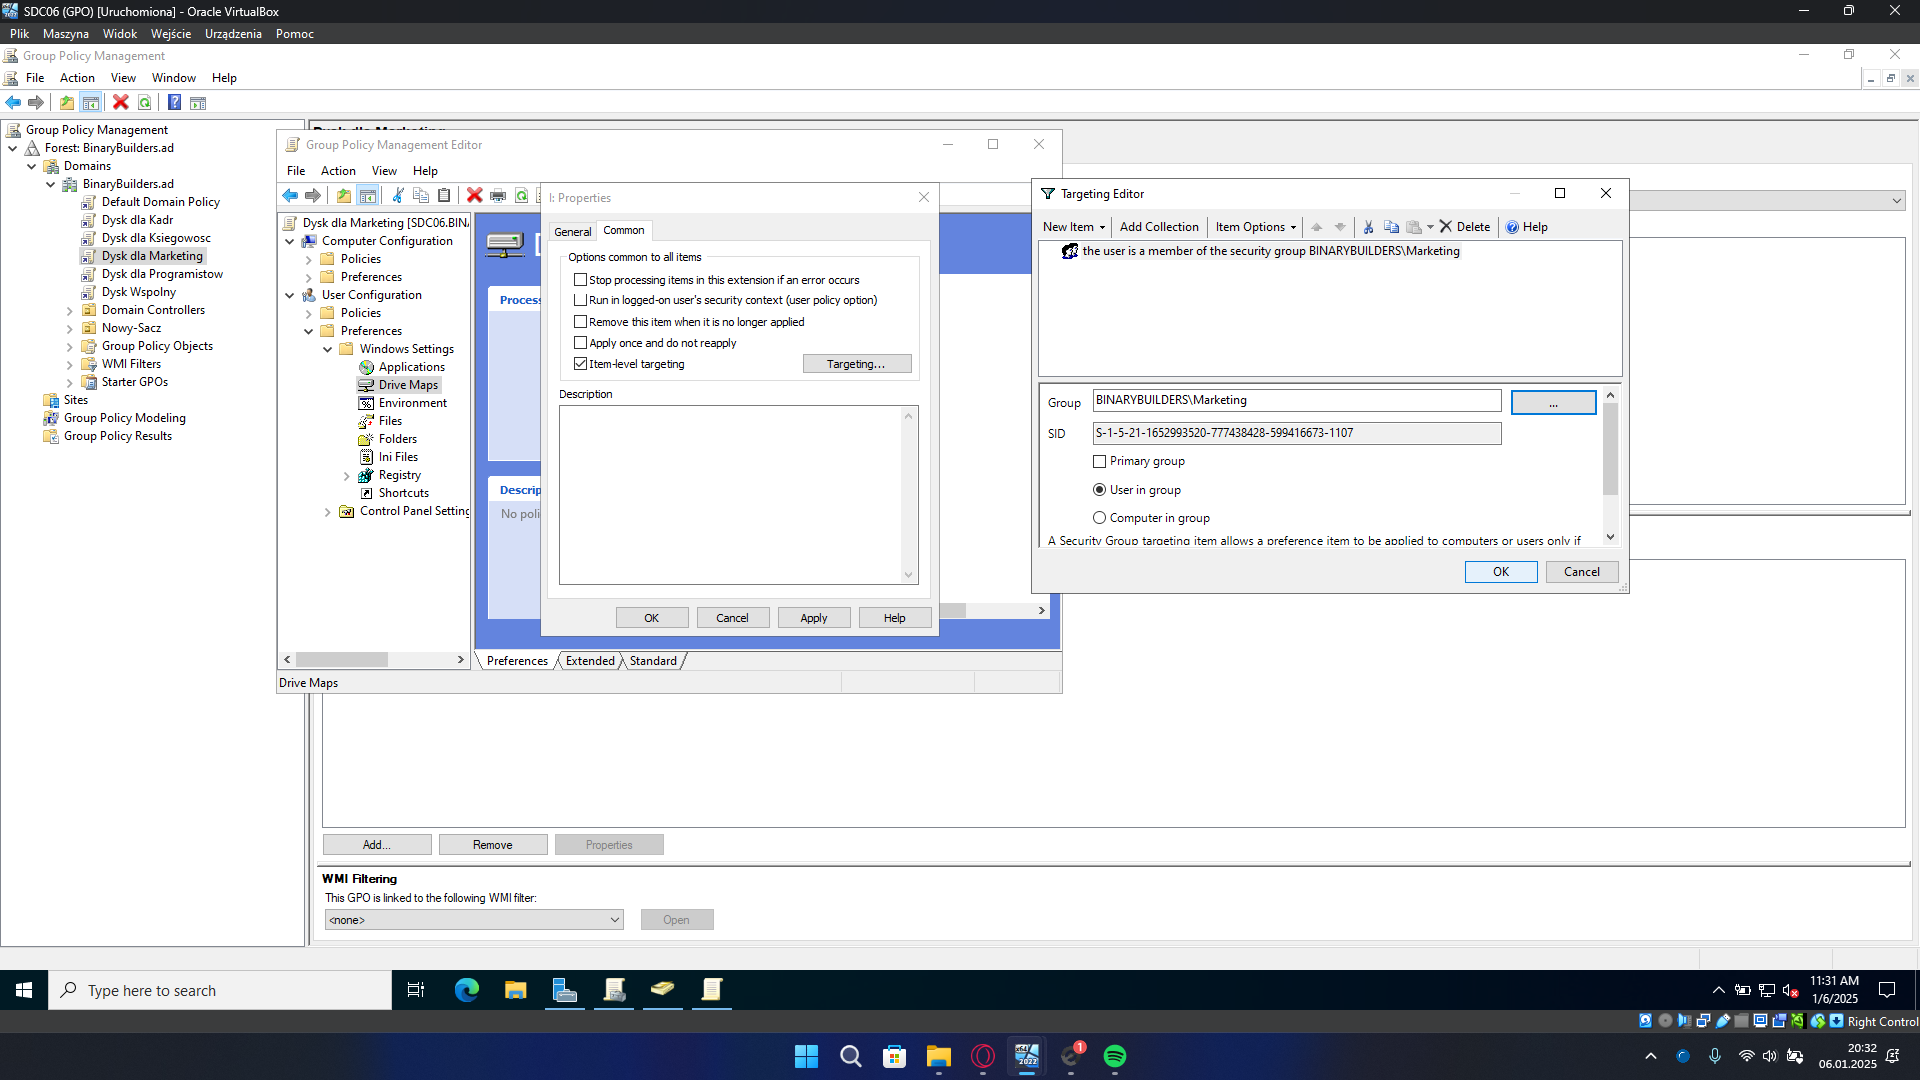 SDC06 (GPO) [Uruchomiona] - Oracle VirtualBox
Plik Maszyna Widok Wejście Urządzenia Pomoc
Group Policy Management
File Action View Window Help
Group Policy Management
Forest: BinaryBuilders.ad
Domains
BinaryBuilders.ad
Default Domain Policy
Dysk dla Kadr
Dysk dla Ksiegowosc
Dysk dla Marketing
Dysk dla Programistow
Dysk Wspolny
Domain Controllers
Nowy-Sacz
Group Policy Objects
WMI Filters
Starter GPOs
Sites
Group Policy Modeling
Group Policy Results
Dysk dla Marketing
Group Policy Management Editor
File Action View Help
Dysk dla Marketing [SDC06.BIN
Computer Configuration
Policies
Preferences
User Configuration
Policies
Preferences
Windows Settings
Applications
Drive Maps
Environment
Files
Folders
Ini Files
Registry
Shortcuts
Control Panel Setting
Process
Descrip
No poli
Preferences Extended Standard
Drive Maps
I: Properties
General Common
Options common to all items
Stop processing items in this extension if an error occurs
Run in logged-on user's security context (user policy option)
Remove this item when it is no longer applied
Apply once and do not reapply
Item-level targeting Targeting...
Description
OK Cancel Apply Help
Targeting Editor
New Item Add Collection Item Options Delete Help
the user is a member of the security group BINARYBUILDERS\Marketing
Group BINARYBUILDERS\Marketing ...
SID S-1-5-21-1652993520-777438428-599416673-1107
Primary group
User in group
Computer in group
A Security Group targeting item allows a preference item to be applied to computers or users only if
OK Cancel
Add... Remove Properties
WMI Filtering
This GPO is linked to the following WMI filter:
<none> Open
Type here to search
11:31 AM
1/6/2025
Right Control
2022
1
20:32
06.01.2025